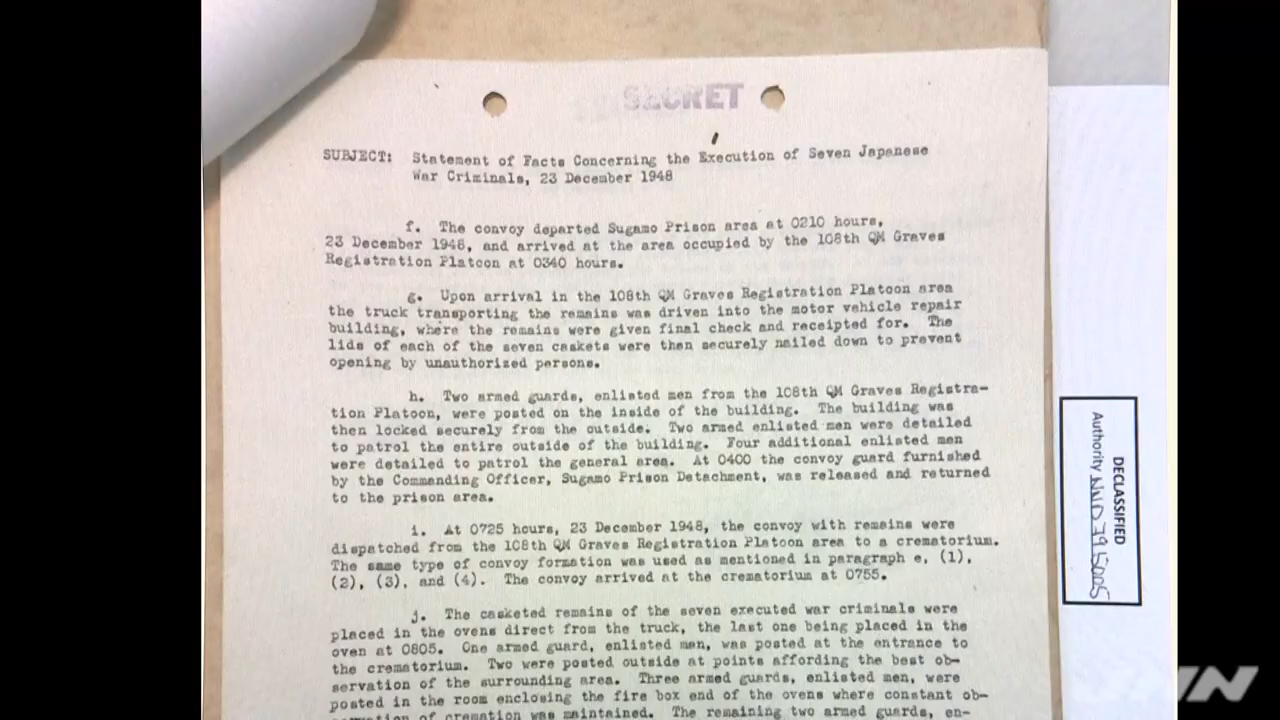 SECRET
SUBJECT: Statement of Facts Concerning the Execution of Seven Japanese
War Criminals, 23 December 1948
f. The convoy departed Sugamo Prison area at 0210 hours,
23 December 1948, and arrived at the area occupied by the 108th QM Graves
Registration Platoon at 0340 hours.
g. Upon arrival in the 108th QM Graves Registration Platoon area
the truck transporting the remains was driven into the motor vehicle repair
building, where the remains were given final check and receipted for. The
lids of each of the seven caskets were then securely nailed down to prevent
opening by unauthorized persons.
h. Two armed guards, enlisted men from the 108th QM Graves Registra-
tion Platoon, were posted on the inside of the building. The building was
then locked securely from the outside. Two armed enlisted men were detailed
to patrol the entire outside of the building. Four additional enlisted men
were detailed to patrol the general area. At 0400 the convoy guard furnished
by the Commanding Officer, Sugamo Prison Detachment, was released and returned
to the prison area.
i. At 0725 hours, 23 December 1948, the convoy with remains were
dispatched from the 108th QM Graves Registration Platoon area to a crematorium.
The same type of convoy formation was used as mentioned in paragraph e, (1),
(2), (3), and (4). The convoy arrived at the crematorium at 0755.
j. The casketed remains of the seven executed war criminals were
placed in the ovens direct from the truck, the last one being placed in the
oven at 0805. One armed guard, enlisted men, was posted at the entrance to
the crematorium. Two were posted outside at points affording the best ob-
servation of the surrounding area. Three armed guards, enlisted men, were
posted in the room enclosing the fire box end of the ovens where constant ob-
servation of cremation was maintained. The remaining two armed guards, en-
DECLASSIFIED
Authority NND 795005